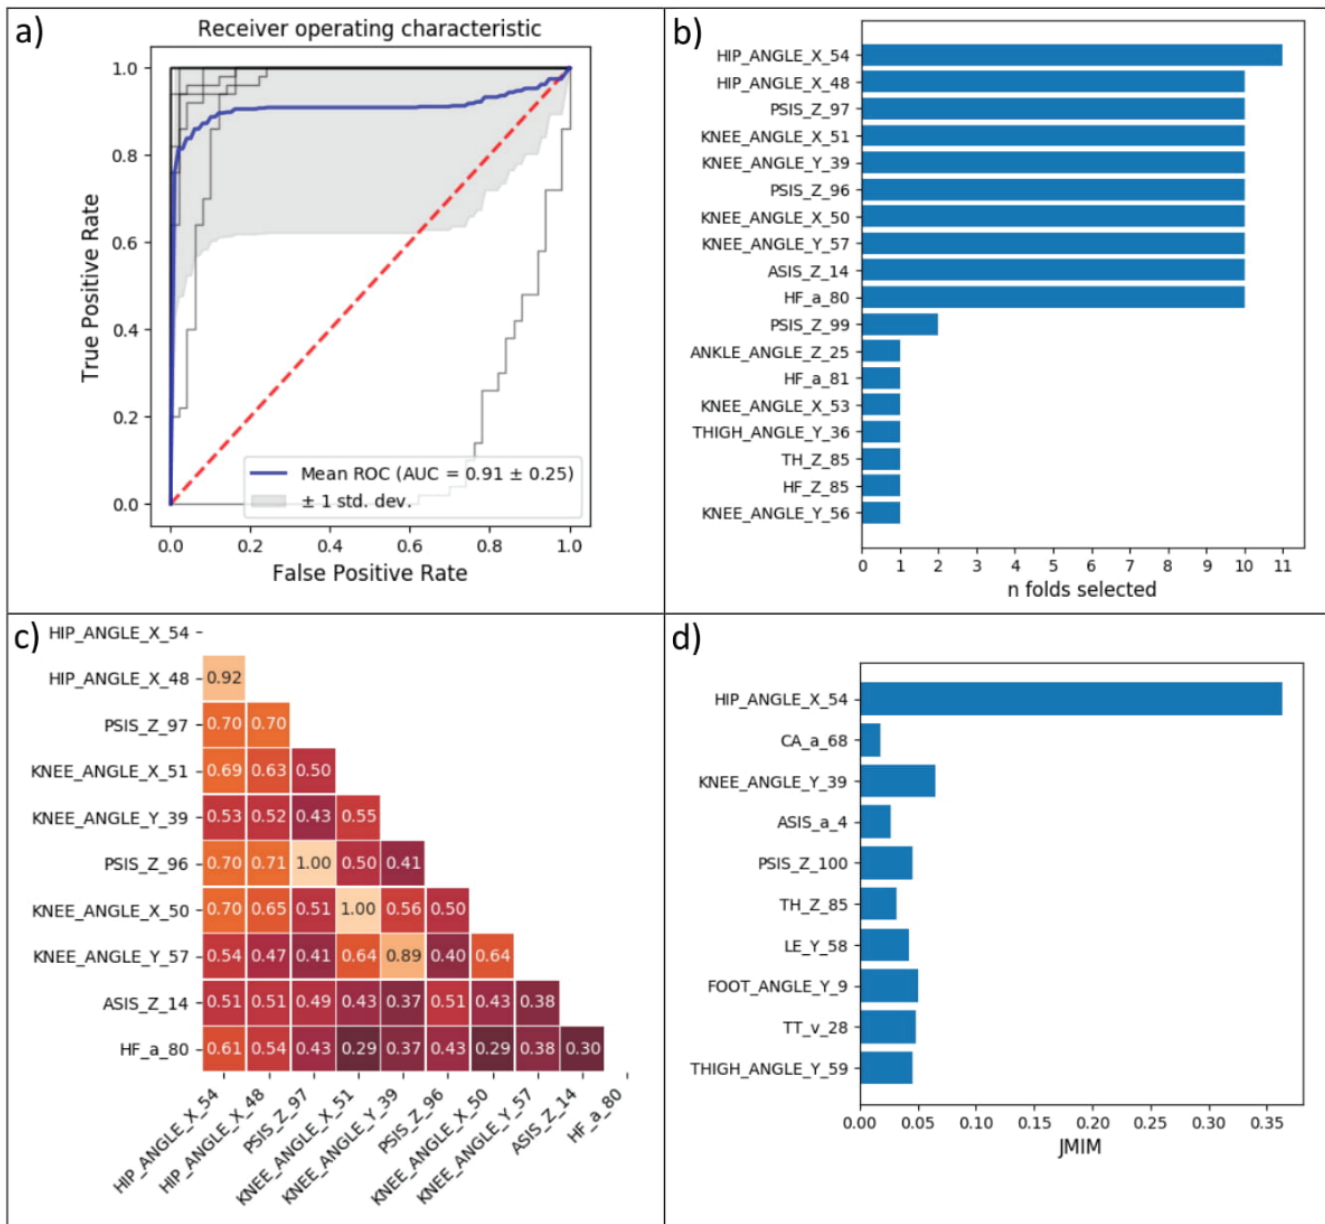 a)
Receiver operating characteristic
True Positive Rate
1.0
0.8
0.6
0.4
0.2
0.0
Mean ROC (AUC = 0.91 ± 0.25)
± 1 std. dev.
0.0 0.2 0.4 0.6 0.8 1.0
False Positive Rate
b)
HIP_ANGLE_X_54
HIP_ANGLE_X_48
PSIS_Z_97
KNEE_ANGLE_X_51
KNEE_ANGLE_Y_39
PSIS_Z_96
KNEE_ANGLE_X_50
KNEE_ANGLE_Y_57
ASIS_Z_14
HF_a_80
PSIS_Z_99
ANKLE_ANGLE_Z_25
HF_a_81
KNEE_ANGLE_X_53
THIGH_ANGLE_Y_36
TH_Z_85
HF_Z_85
KNEE_ANGLE_Y_56
0 1 2 3 4 5 6 7 8 9 10 11
n folds selected
c)
HIP_ANGLE_X_54
HIP_ANGLE_X_48 0.92
PSIS_Z_97 0.70 0.70
KNEE_ANGLE_X_51 0.69 0.63 0.50
KNEE_ANGLE_Y_39 0.53 0.52 0.43 0.55
PSIS_Z_96 0.70 0.71 1.00 0.50 0.41
KNEE_ANGLE_X_50 0.70 0.65 0.51 1.00 0.56 0.50
KNEE_ANGLE_Y_57 0.54 0.47 0.41 0.64 0.89 0.40 0.64
ASIS_Z_14 0.51 0.51 0.49 0.43 0.37 0.51 0.43 0.38
HF_a_80 0.61 0.54 0.43 0.29 0.37 0.43 0.29 0.38 0.30
HIP_ANGLE_X_54
HIP_ANGLE_X_48
PSIS_Z_97
KNEE_ANGLE_X_51
KNEE_ANGLE_Y_39
PSIS_Z_96
KNEE_ANGLE_X_50
KNEE_ANGLE_Y_57
ASIS_Z_14
HF_a_80
d)
HIP_ANGLE_X_54
CA_a_68
KNEE_ANGLE_Y_39
ASIS_a_4
PSIS_Z_100
TH_Z_85
LE_Y_58
FOOT_ANGLE_Y_9
TT_v_28
THIGH_ANGLE_Y_59
0.00 0.05 0.10 0.15 0.20 0.25 0.30 0.35
JMIM